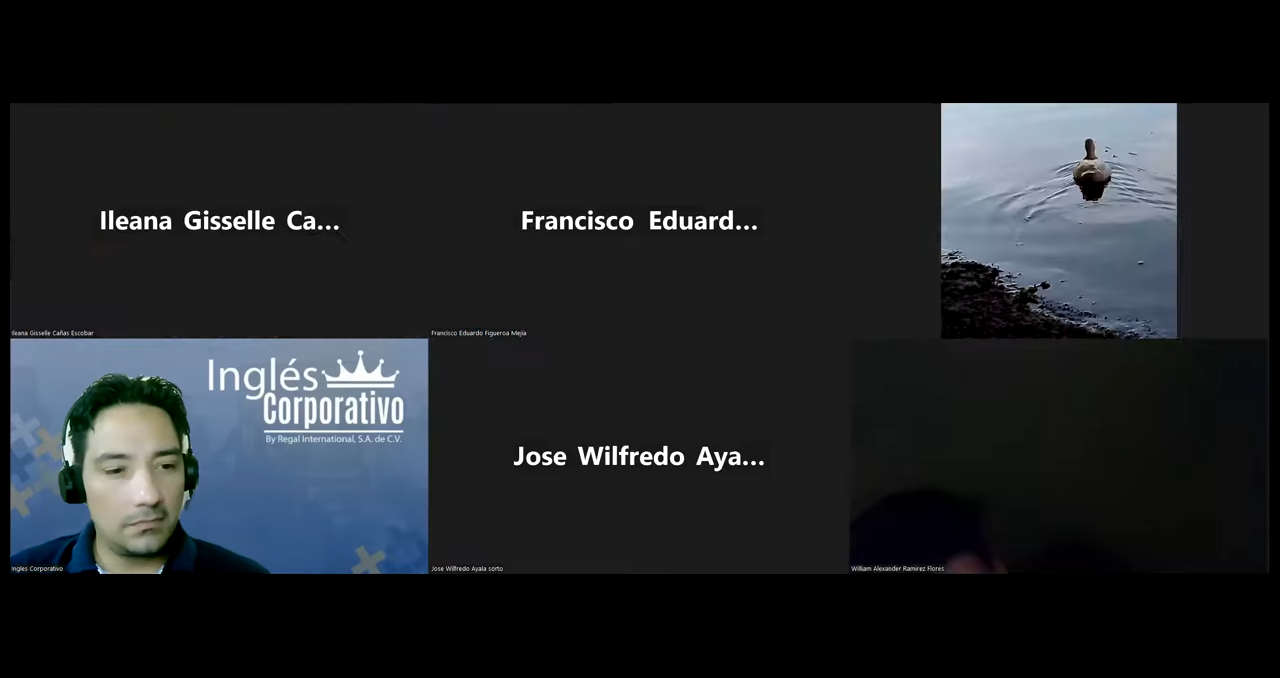 Ileana Gisselle Ca...
Francisco Eduard...
Ileana Gisselle Cañas Escobar
Francisco Eduardo Figueroa Mejía
Inglés
Corporativo
By Regal International, S.A. de C.V.
Jose Wilfredo Aya...
Inglés Corporativo
Jose Wilfredo Ayala sorto
William Alexander Ramirez Flores